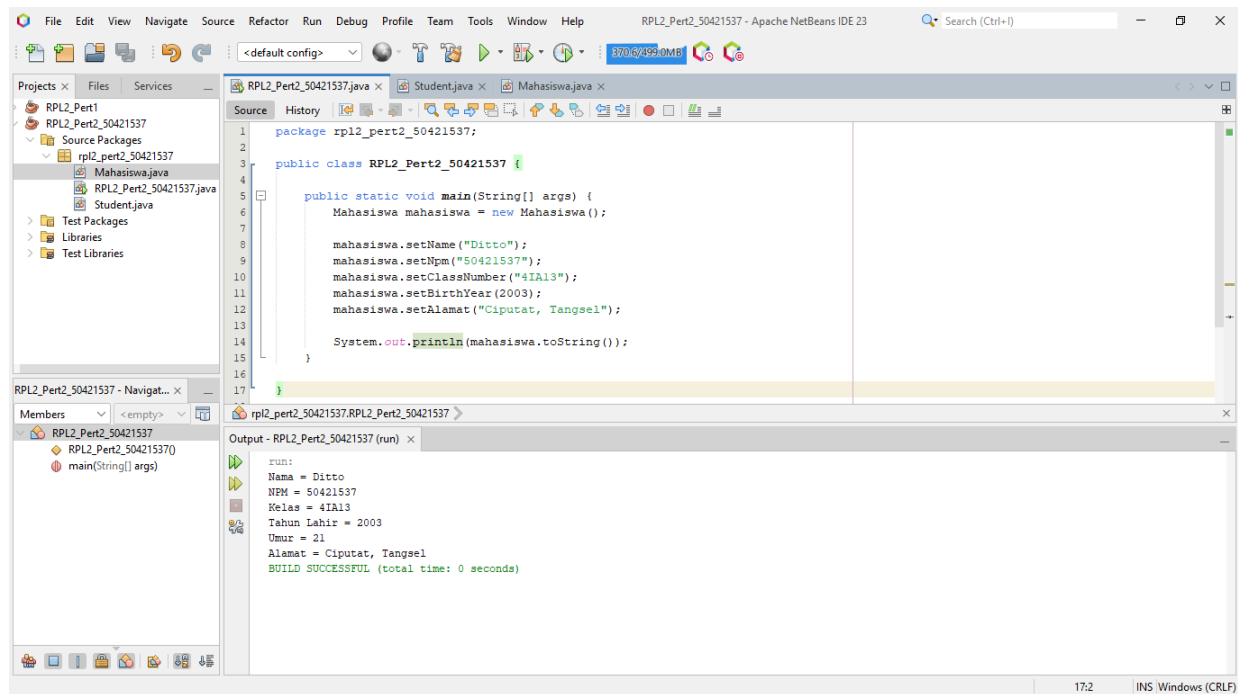 File Edit View Navigate Source Refactor Run Debug Profile Team Tools Window Help RPL2_Pert2_50421537 - Apache NetBeans IDE 23 Search (Ctrl+I)
<default config> 370.6/499.0MB
Projects Files Services
RPL2_Pert1
RPL2_Pert2_50421537
Source Packages
rpl2_pert2_50421537
Mahasiswa.java
RPL2_Pert2_50421537.java
Student.java
Test Packages
Libraries
Test Libraries
RPL2_Pert2_50421537 - Navigat...
Members <empty>
RPL2_Pert2_50421537
RPL2_Pert2_50421537()
main(String[] args)
RPL2_Pert2_50421537.java Student.java Mahasiswa.java
Source History
1 package rpl2_pert2_50421537;
2
3 public class RPL2_Pert2_50421537 {
4
5 public static void main(String[] args) {
6 Mahasiswa mahasiswa = new Mahasiswa();
7
8 mahasiswa.setName("Ditto");
9 mahasiswa.setNpm("50421537");
10 mahasiswa.setClassNumber("4IA13");
11 mahasiswa.setBirthYear(2003);
12 mahasiswa.setAlamat("Ciputat, Tangsel");
13
14 System.out.println(mahasiswa.toString());
15 }
16
17 }
rpl2_pert2_50421537.RPL2_Pert2_50421537
Output - RPL2_Pert2_50421537 (run)
run:
Nama = Ditto
NPM = 50421537
Kelas = 4IA13
Tahun Lahir = 2003
Umur = 21
Alamat = Ciputat, Tangsel
BUILD SUCCESSFUL (total time: 0 seconds)
17:2 INS Windows (CRLF)